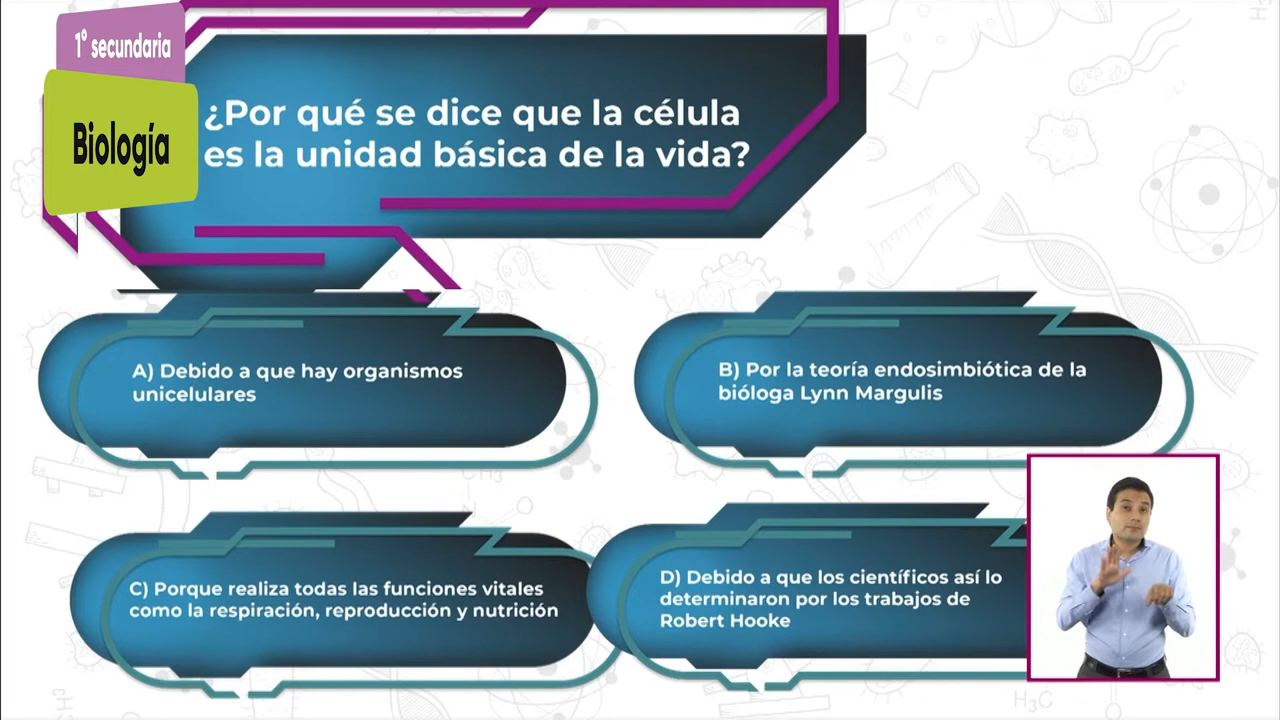 1° secundaria
Biología
¿Por qué se dice que la célula
es la unidad básica de la vida?
A) Debido a que hay organismos
unicelulares
B) Por la teoría endosimbiótica de la
bióloga Lynn Margulis
C) Porque realiza todas las funciones vitales
como la respiración, reproducción y nutrición
D) Debido a que los científicos así lo
determinaron por los trabajos de
Robert Hooke
CH3
H₃C